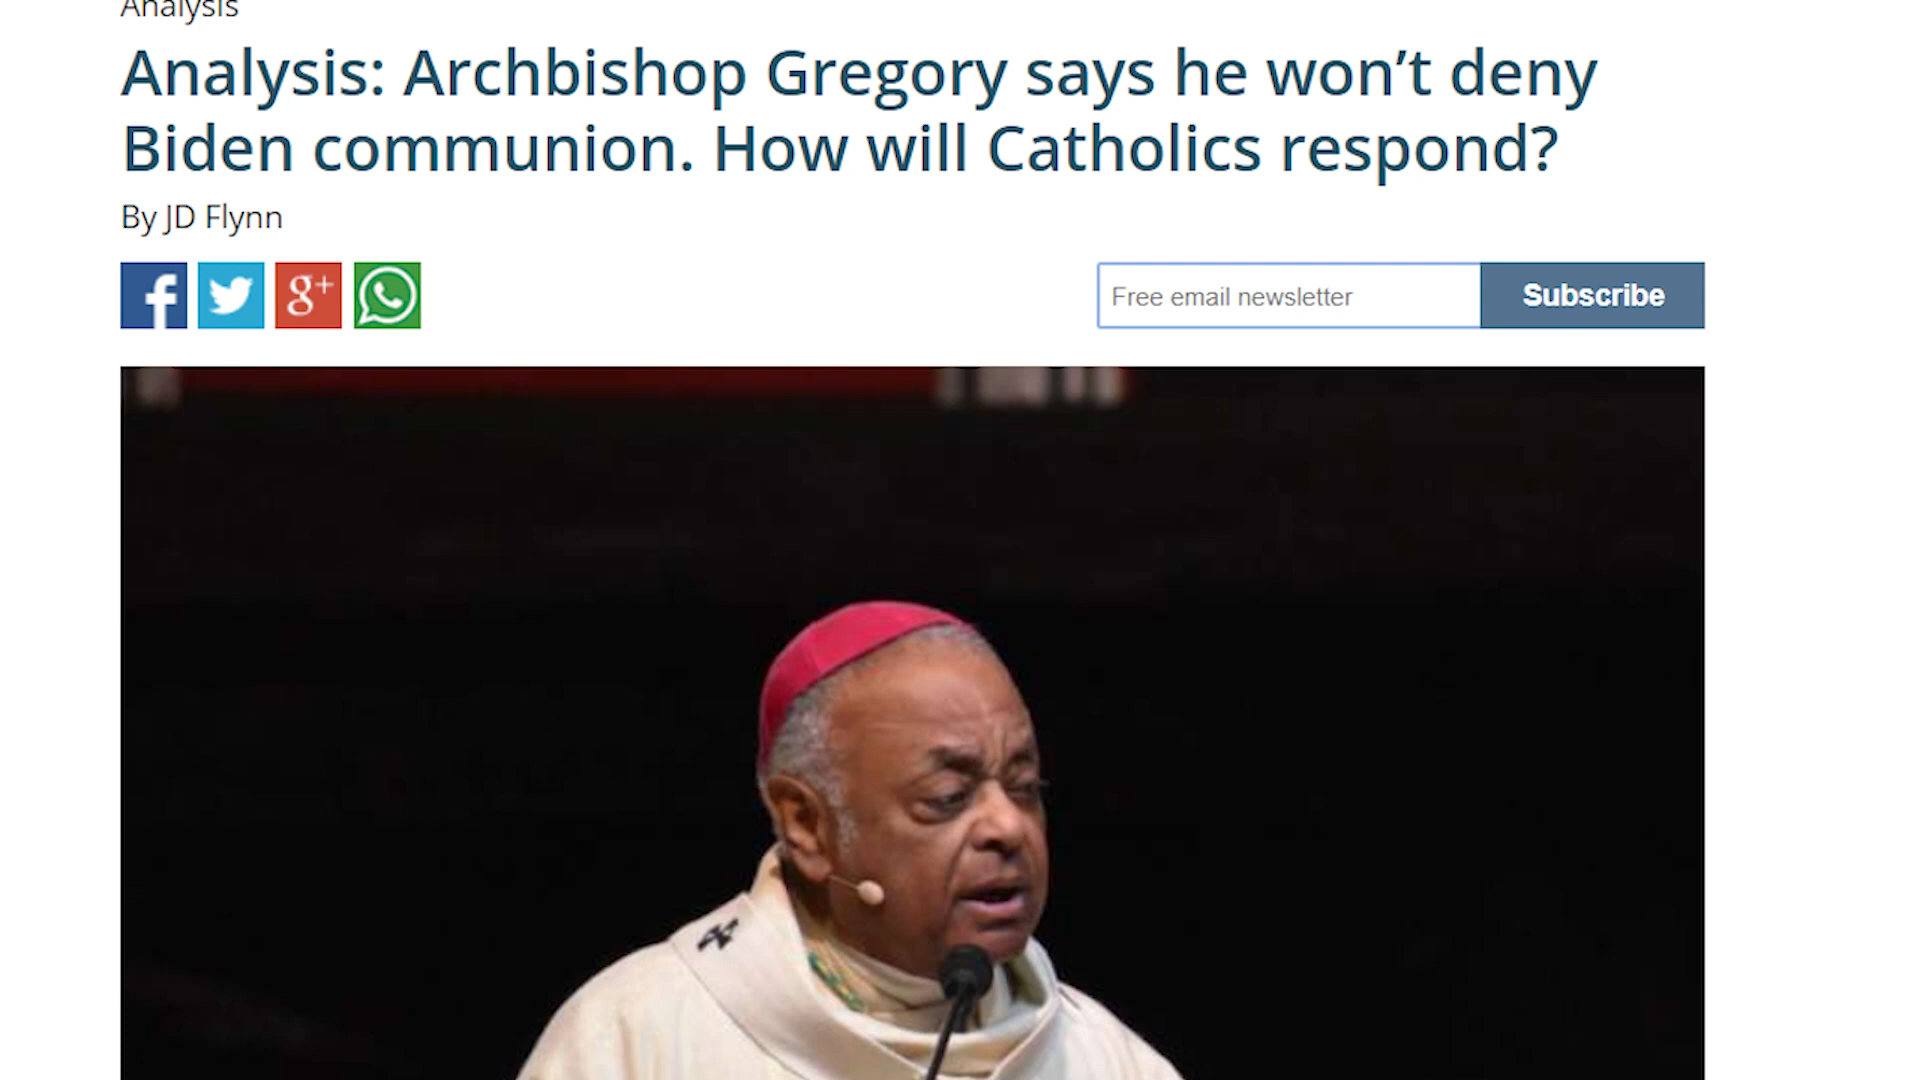 Analysis
Analysis: Archbishop Gregory says he won’t deny
Biden communion. How will Catholics respond?
By JD Flynn
f
g+
Free email newsletter
Subscribe